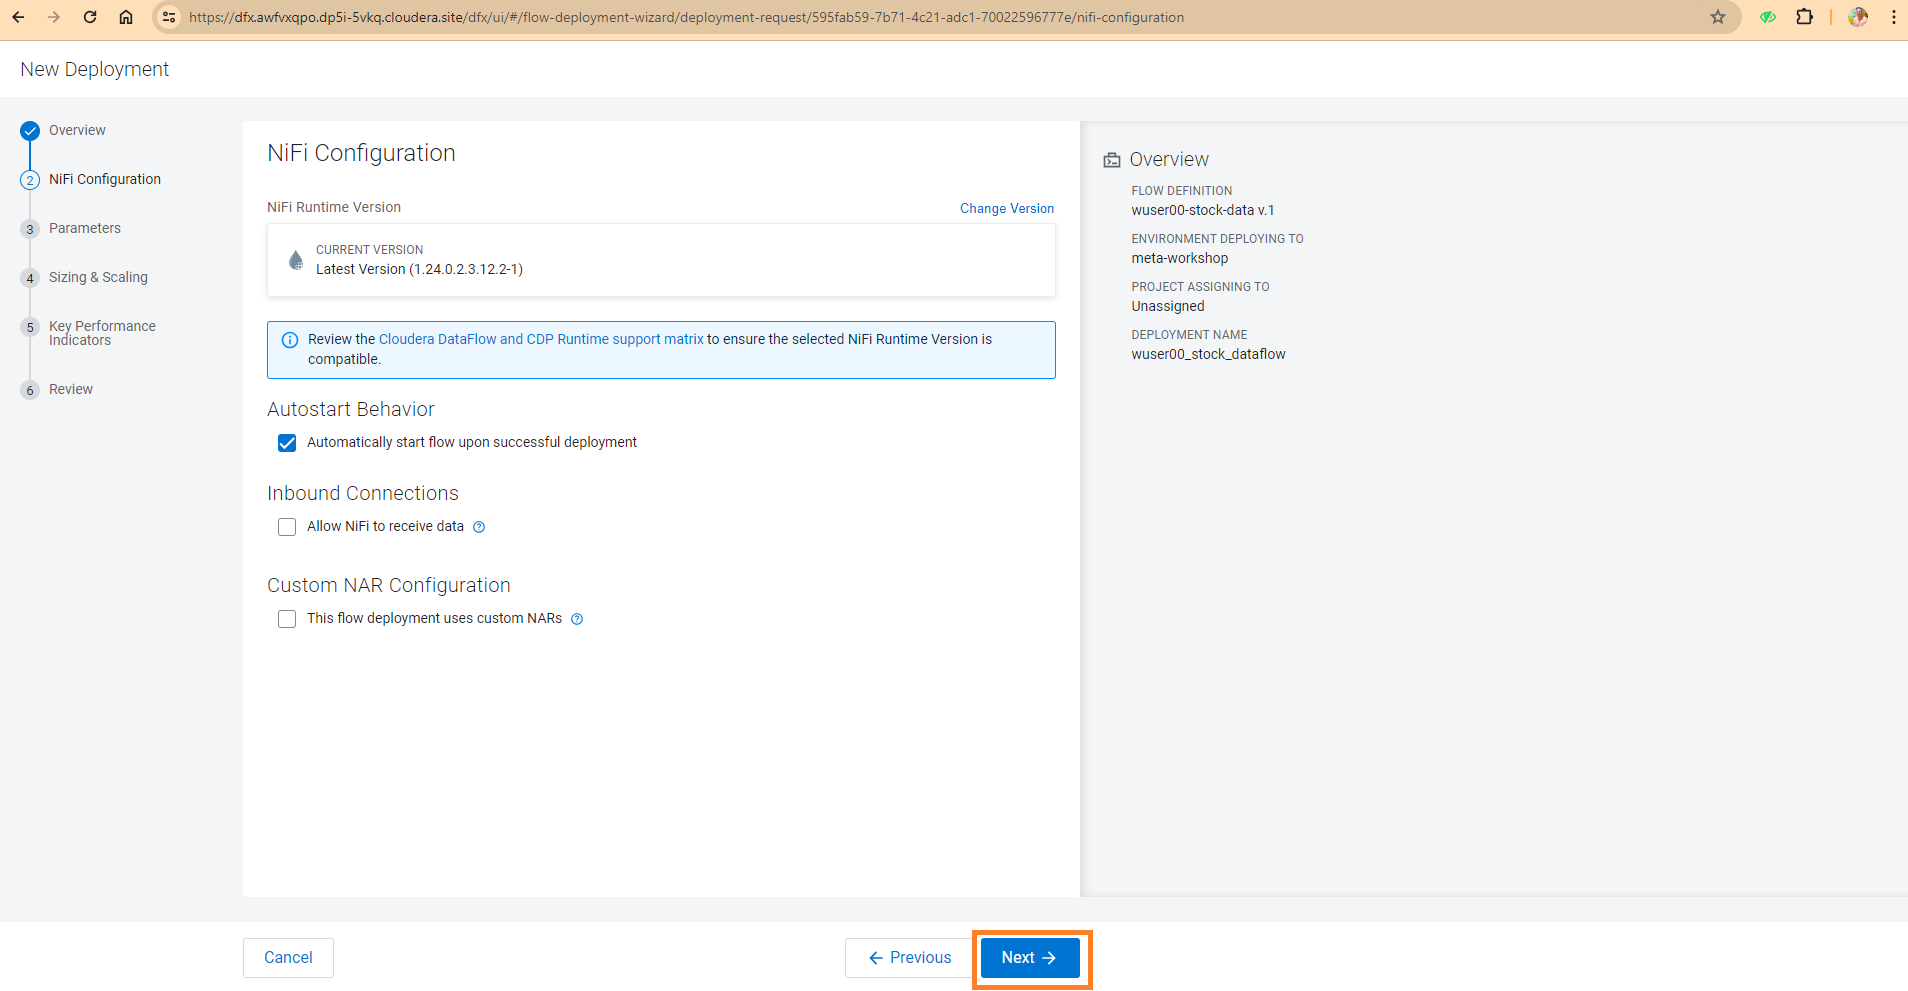 https://dfx.awfvxqpo.dp5i-5vkq.cloudera.site/dfx/ui/#/flow-deployment-wizard/deployment-request/595fab59-7b71-4c21-adc1-70022596777e/nifi-configuration
New Deployment
Overview
2 NiFi Configuration
3 Parameters
4 Sizing & Scaling
5 Key Performance
Indicators
6 Review
NiFi Configuration
NiFi Runtime Version
Change Version
CURRENT VERSION
Latest Version (1.24.0.2.3.12.2-1)
Review the Cloudera DataFlow and CDP Runtime support matrix to ensure the selected NiFi Runtime Version is
compatible.
Autostart Behavior
Automatically start flow upon successful deployment
Inbound Connections
Allow NiFi to receive data
Custom NAR Configuration
This flow deployment uses custom NARs
Overview
FLOW DEFINITION
wuser00-stock-data v.1
ENVIRONMENT DEPLOYING TO
meta-workshop
PROJECT ASSIGNING TO
Unassigned
DEPLOYMENT NAME
wuser00_stock_dataflow
Cancel
Previous
Next